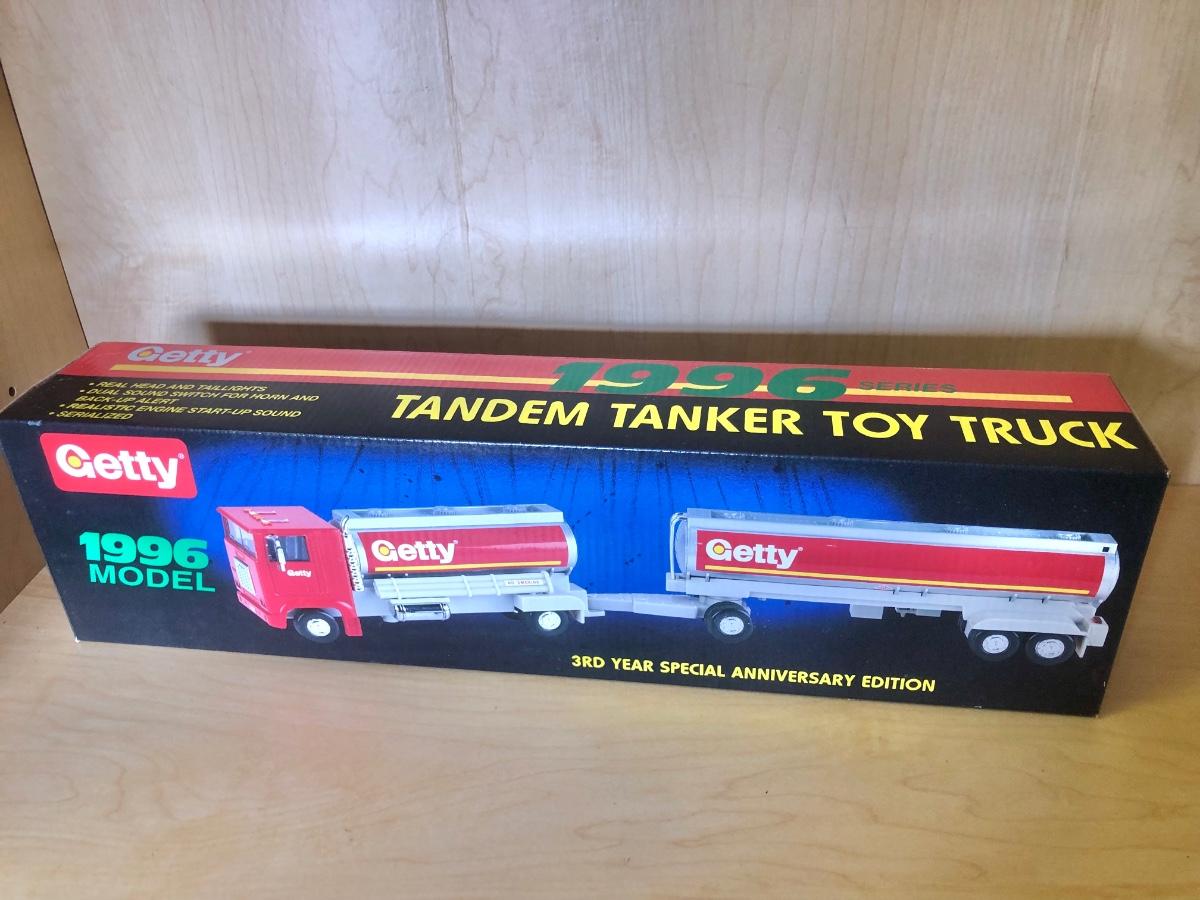 Getty
1996 SERIES
• REAL HEAD AND TAILLIGHTS
• DUAL SOUND SWITCH FOR HORN AND
BACK-UP ALERT
• REALISTIC ENGINE START-UP SOUND
• SERIALIZED
TANDEM TANKER TOY TRUCK
Getty®
1996
MODEL
Getty
Getty®
NO SMOKING
Getty®
3RD YEAR SPECIAL ANNIVERSARY EDITION